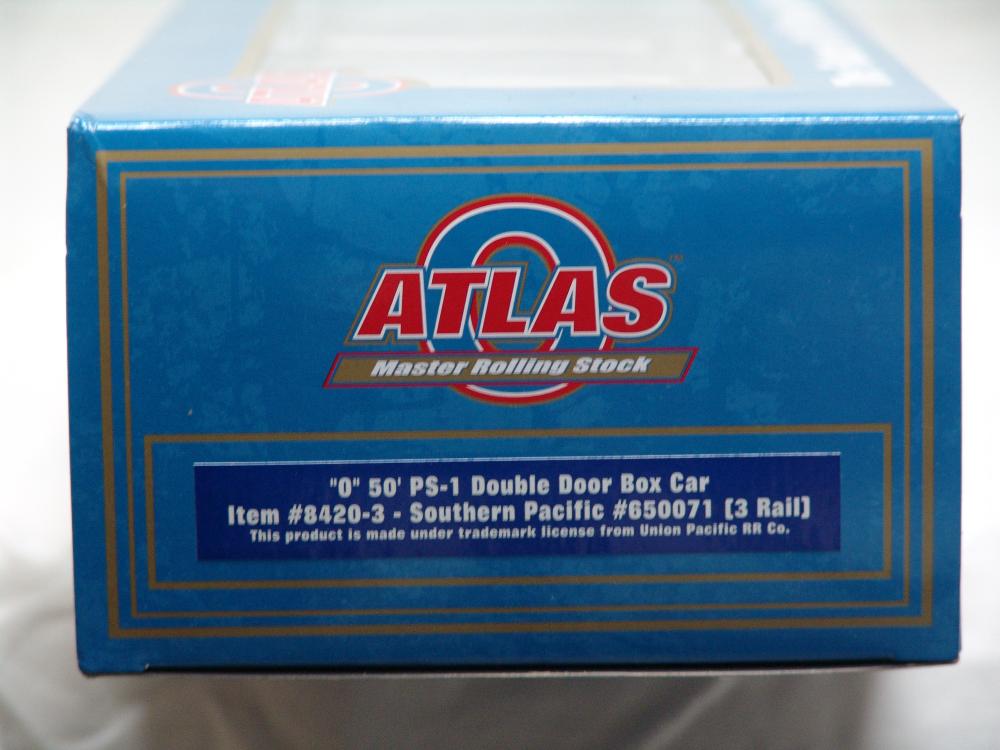 ATLAS™
Master Rolling Stock
"O" 50' PS-1 Double Door Box Car
Item #8420-3 - Southern Pacific #650071 [3 Rail]
This product is made under trademark license from Union Pacific RR Co.